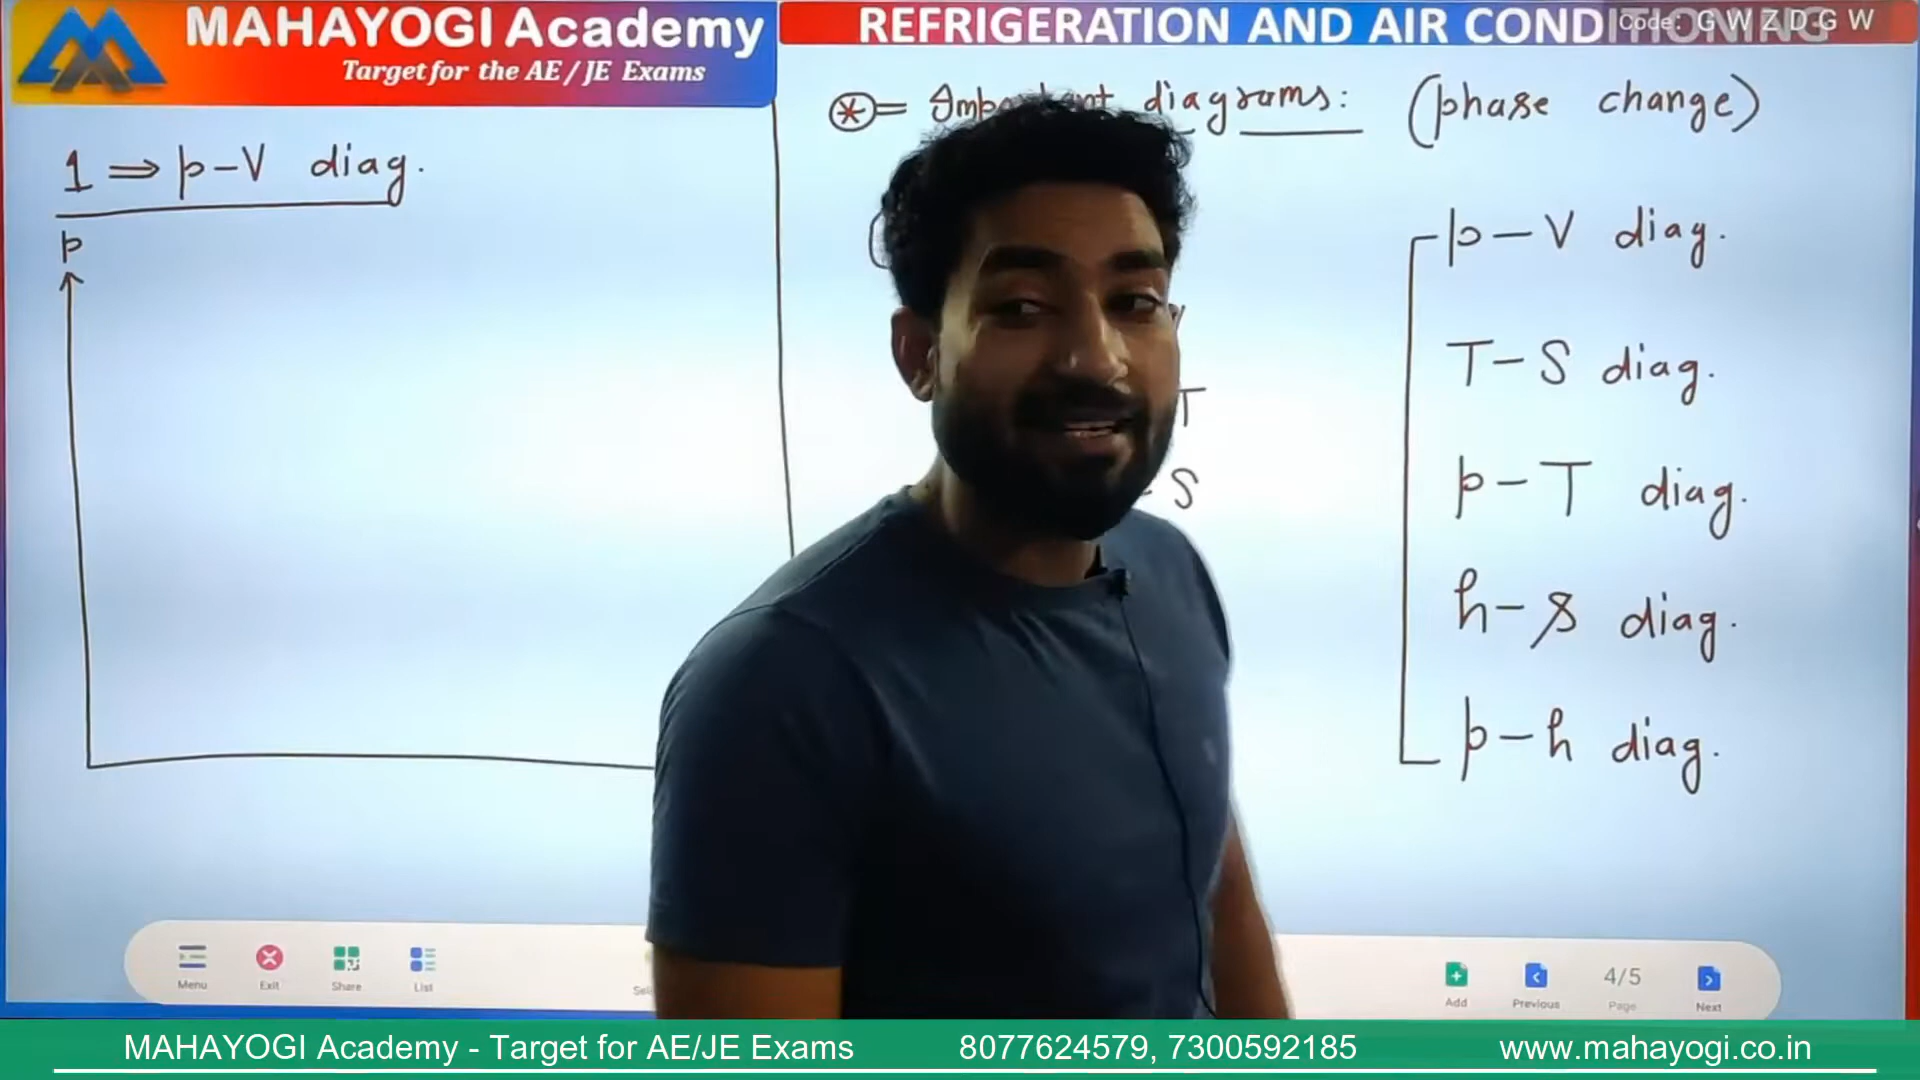 MAHAYOGI Academy
Target for the AE/JE Exams
REFRIGERATION AND AIR CONDITIONING
Code: G W Z D G W
⊛= diagrams: (phase change)
1 ⇒ p-V diag.
p
p-V diag.
T-S diag.
p-T diag.
h-s diag.
p-h diag.
T
S
Menu
Exit
Share
List
Add
Previous
4/5
Page
Next
MAHAYOGI Academy - Target for AE/JE Exams 8077624579, 7300592185 www.mahayogi.co.in